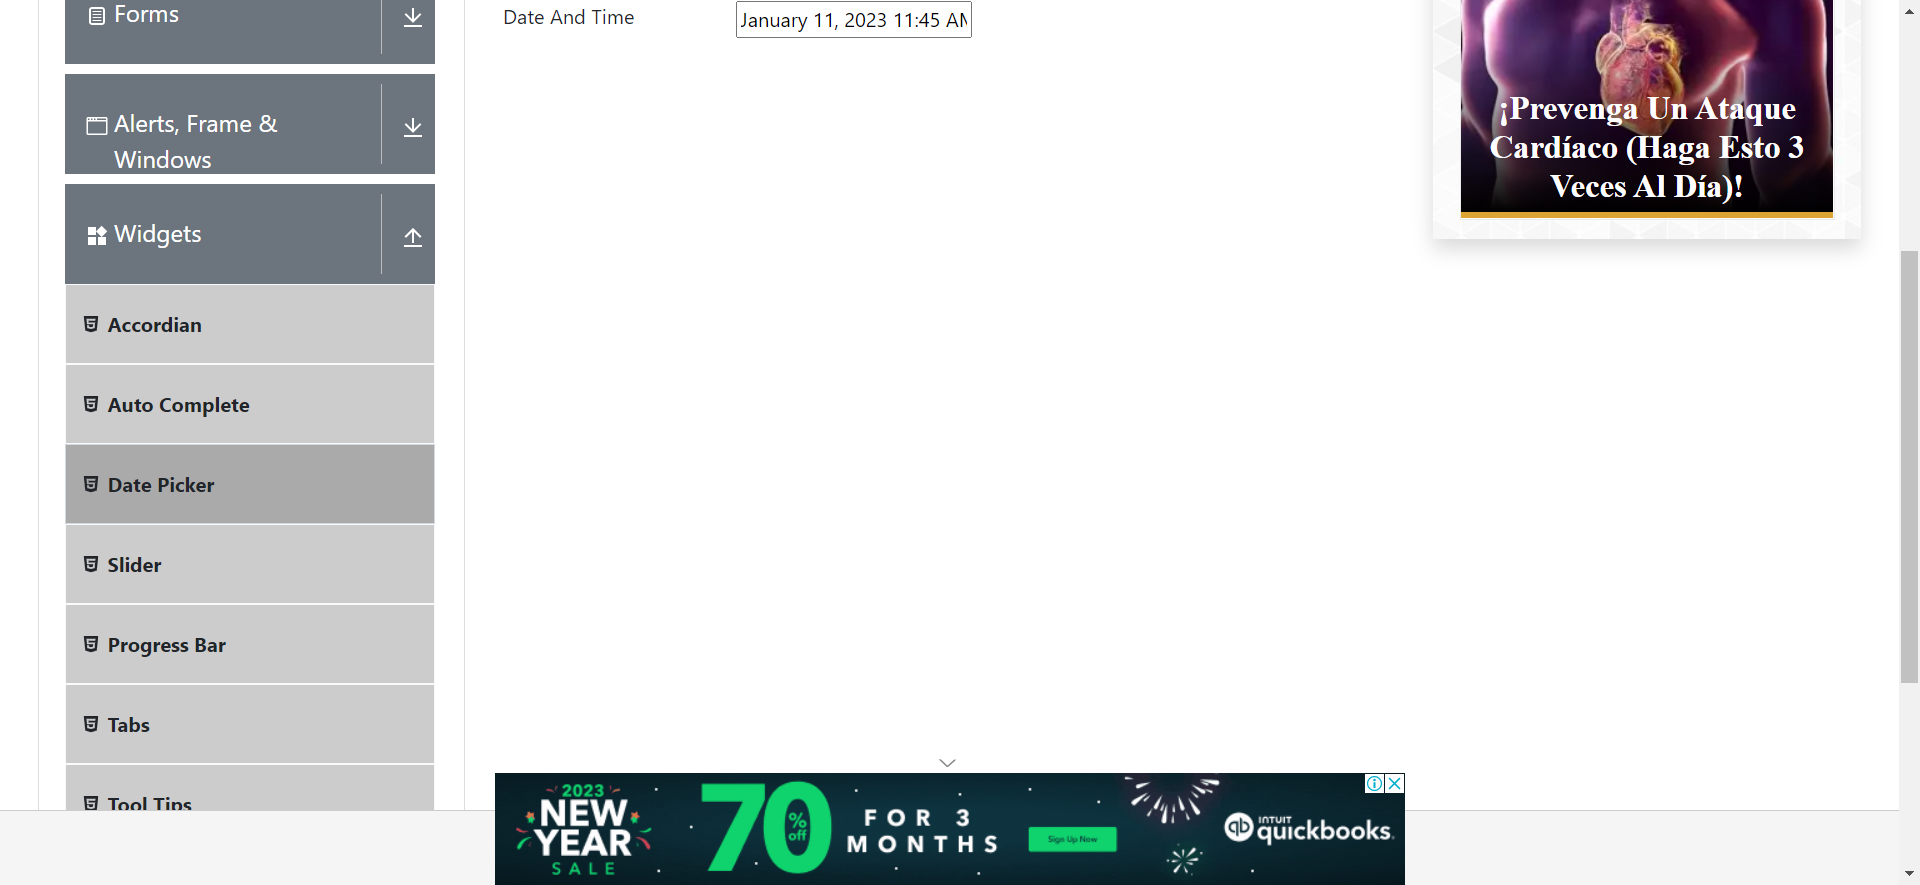 Forms
Date And Time
January 11, 2023 11:45 AM
Alerts, Frame &
Windows
Widgets
Accordian
Auto Complete
Date Picker
Slider
Progress Bar
Tabs
Tool Tips
¡Prevenga Un Ataque
Cardíaco (Haga Esto 3
Veces Al Día)!
2023
NEW
YEAR
SALE
70
%
off
FOR 3
MONTHS
Sign Up Now
INTUIT
qb quickbooks.